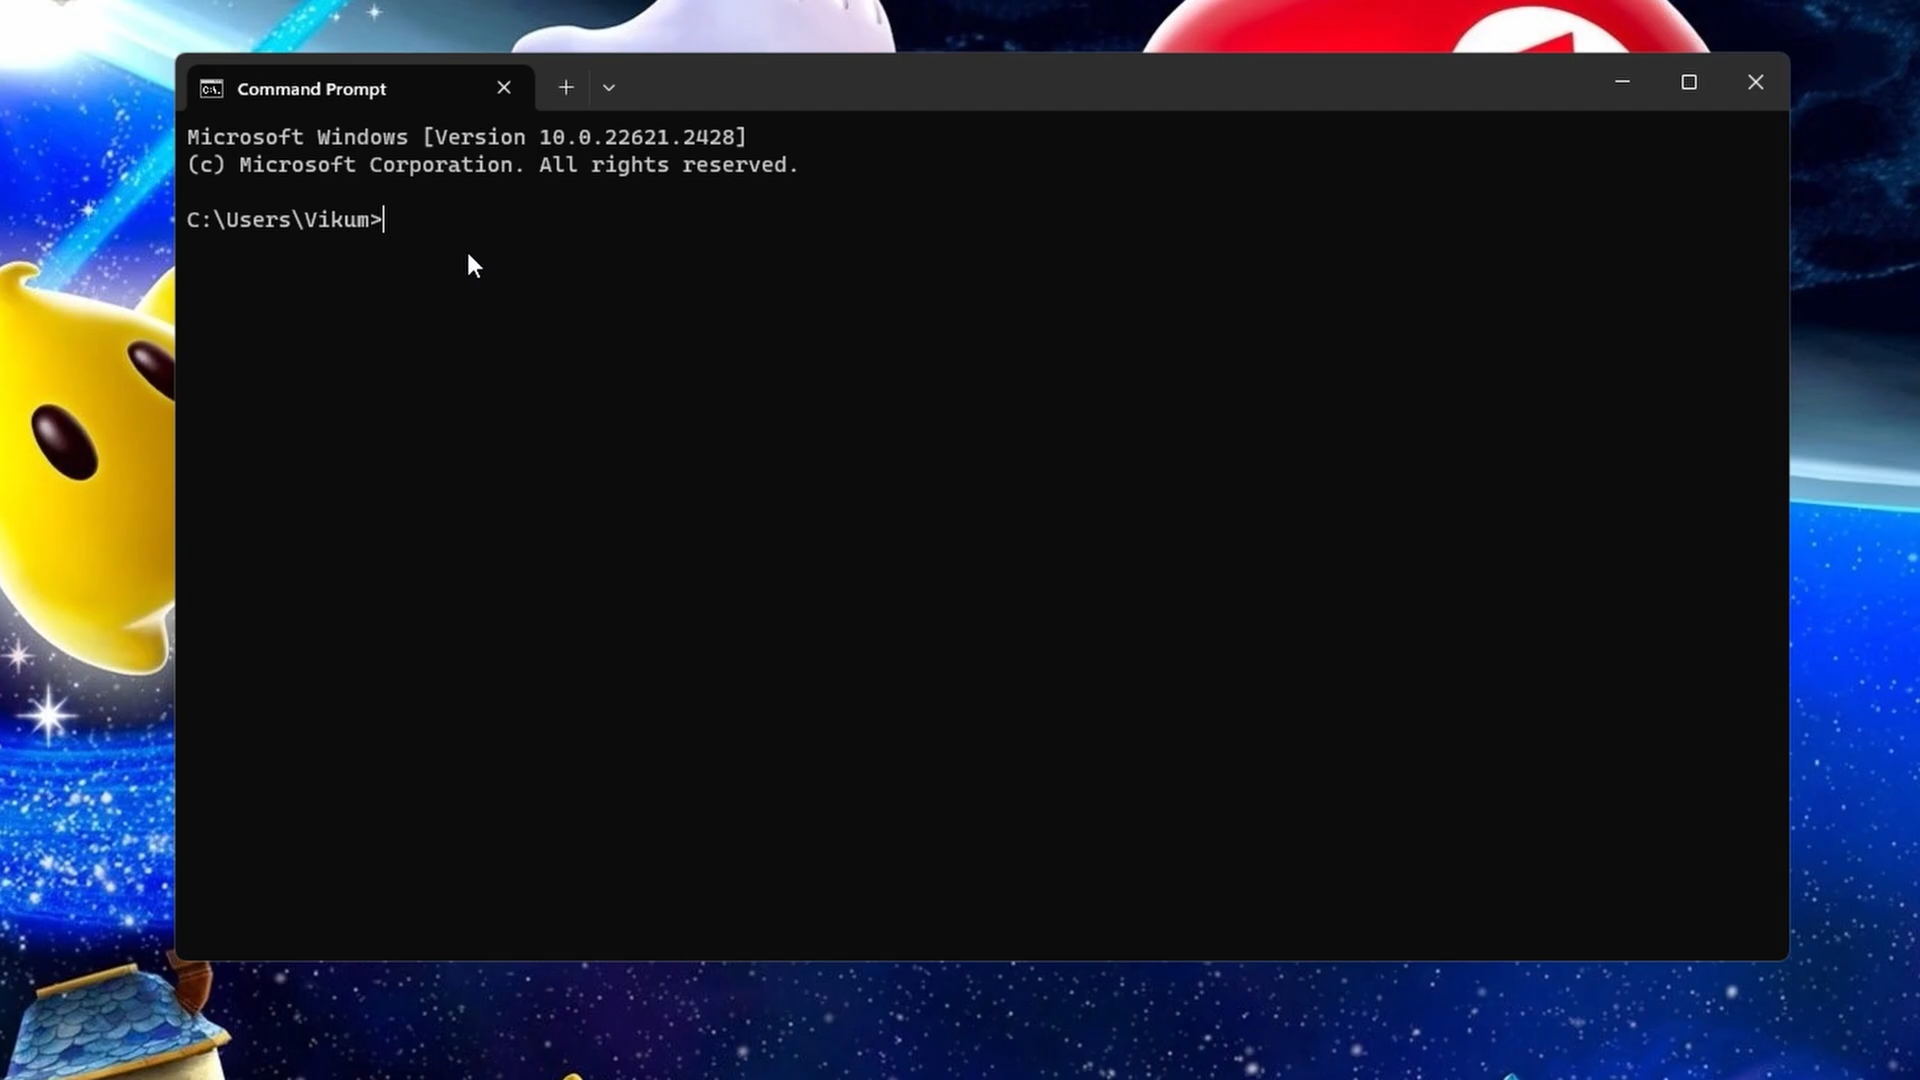 Command Prompt
Microsoft Windows [Version 10.0.22621.2428]
(c) Microsoft Corporation. All rights reserved.
C:\Users\Vikum>